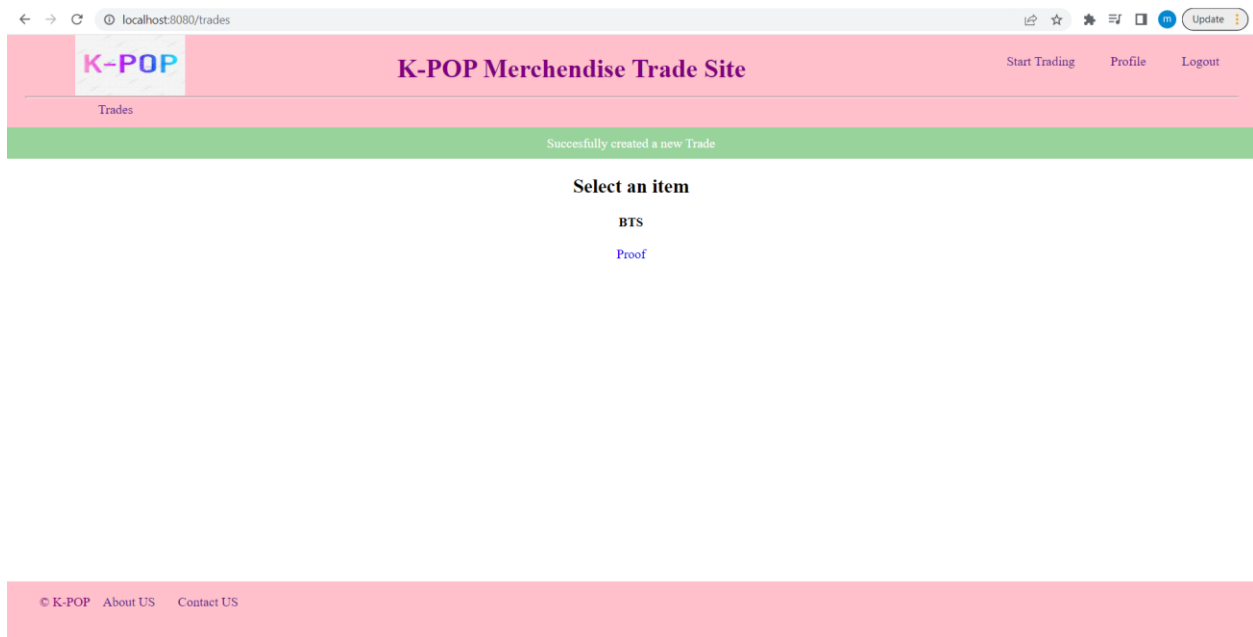 localhost:8080/trades
m
Update
K-POP
K-POP Merchendise Trade Site
Start Trading
Profile
Logout
Trades
Succesfully created a new Trade
Select an item
BTS
Proof
© K-POP
About US
Contact US